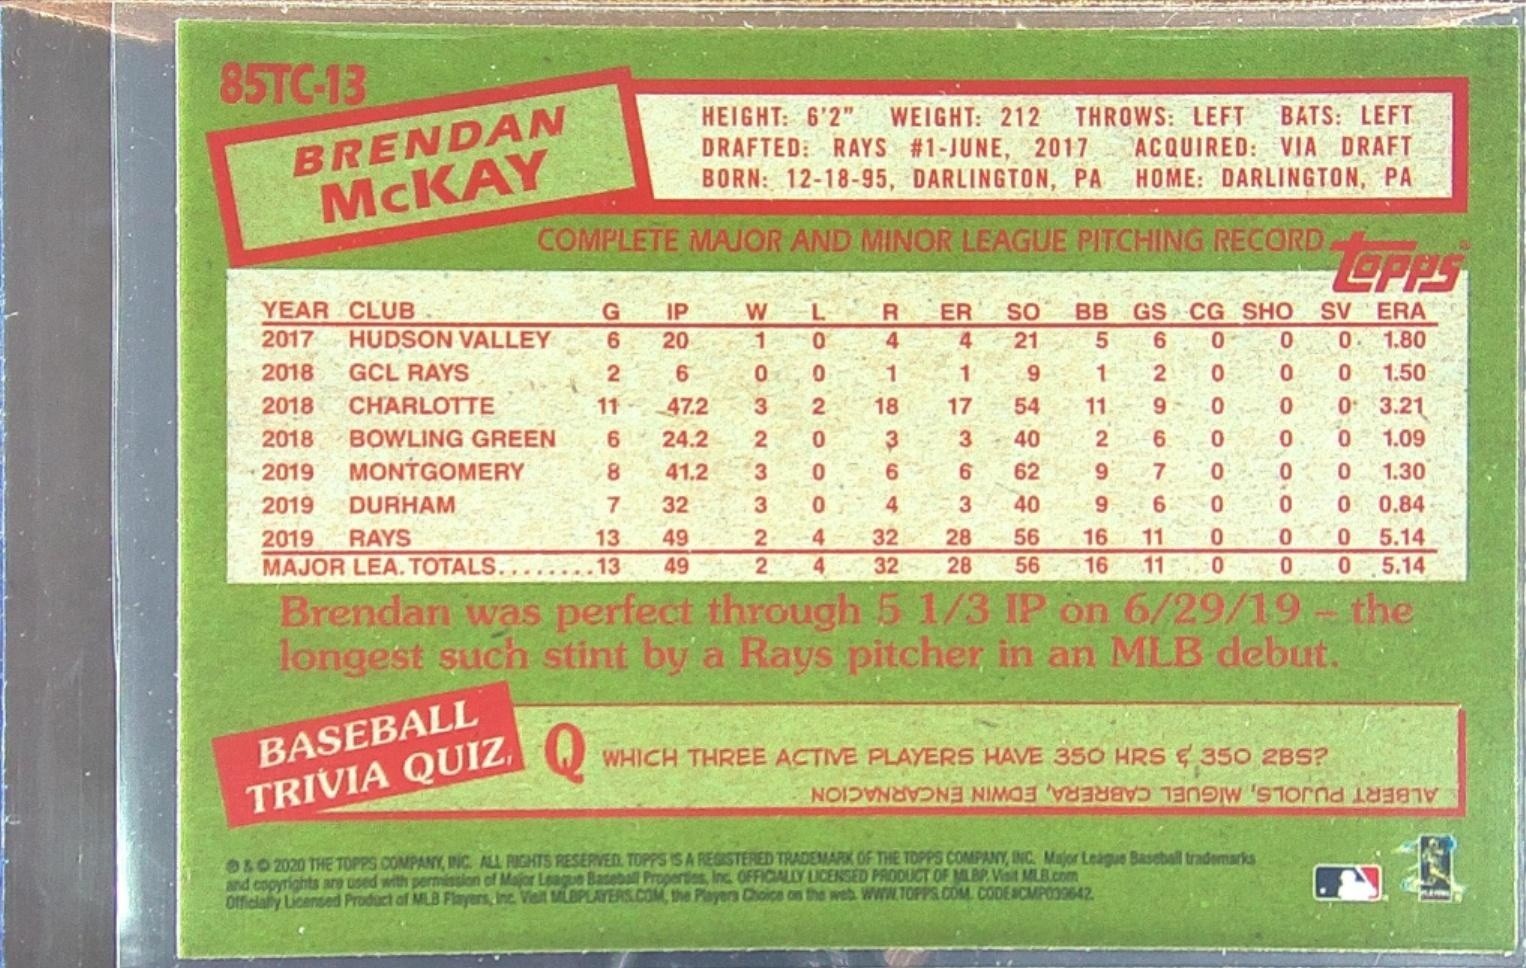 85TC-13
BRENDAN
McKAY
HEIGHT: 6'2" WEIGHT: 212 THROWS: LEFT BATS: LEFT
DRAFTED: RAYS #1-JUNE, 2017 ACQUIRED: VIA DRAFT
BORN: 12-18-95, DARLINGTON, PA HOME: DARLINGTON, PA
COMPLETE MAJOR AND MINOR LEAGUE PITCHING RECORD
Topps
YEAR CLUB G IP W L R ER SO BB GS CG SHO SV ERA
2017 HUDSON VALLEY 6 20 1 0 4 4 21 5 6 0 0 0 1.80
2018 GCL RAYS 2 6 0 0 1 1 9 1 2 0 0 0 1.50
2018 CHARLOTTE 11 47.2 3 2 18 17 54 11 9 0 0 0 3.21
2018 BOWLING GREEN 6 24.2 2 0 3 3 40 2 6 0 0 0 1.09
2019 MONTGOMERY 8 41.2 3 0 6 6 62 9 7 0 0 0 1.30
2019 DURHAM 7 32 3 0 4 3 40 9 6 0 0 0 0.84
2019 RAYS 13 49 2 4 32 28 56 16 11 0 0 0 5.14
MAJOR LEA. TOTALS........13 49 2 4 32 28 56 16 11 0 0 0 5.14
Brendan was perfect through 5 1/3 IP on 6/29/19 – the
longest such stint by a Rays pitcher in an MLB debut.
BASEBALL
TRIVIA QUIZ
Q WHICH THREE ACTIVE PLAYERS HAVE 350 HRS & 350 2BS?
ALBERT PUJOLS, MIGUEL CABRERA, EDWIN ENCARNACION
® & © 2020 THE TOPPS COMPANY, INC. ALL RIGHTS RESERVED. TOPPS IS A REGISTERED TRADEMARK OF THE TOPPS COMPANY, INC. Major League Baseball trademarks
and copyrights are used with permission of Major League Baseball Properties, Inc. OFFICIALLY LICENSED PRODUCT OF MLBP. Visit MLB.com
Officially Licensed Product of MLB Players, Inc. Visit MLBPLAYERS.COM, the Players Choice on the web. WWW.TOPPS.COM. CODE#CMP039642.